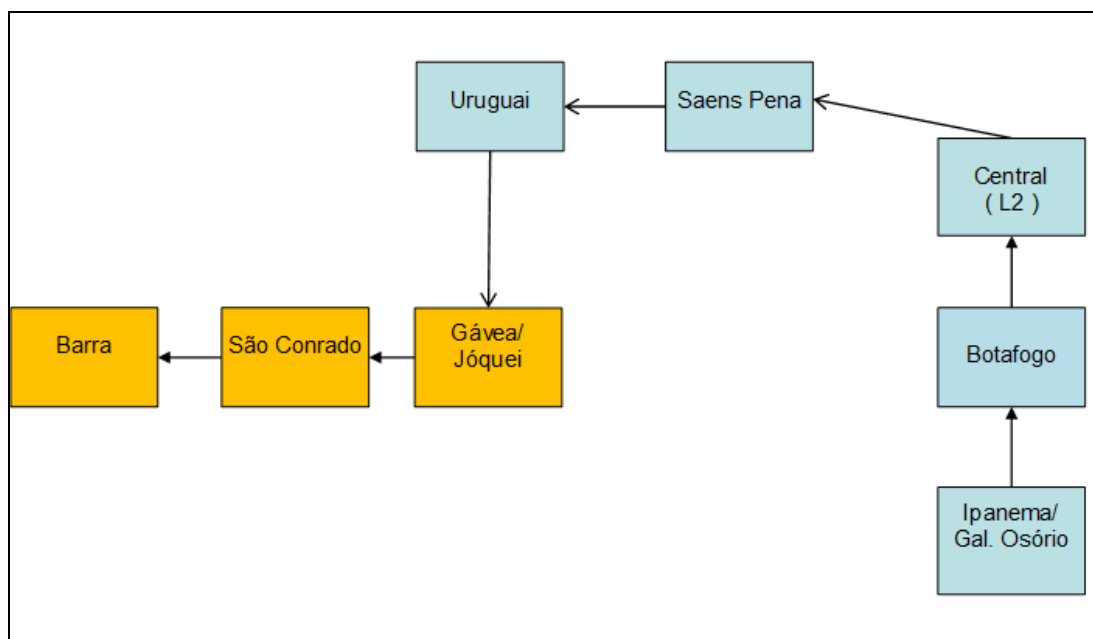 Uruguai
Saens Pena
Central
( L2 )
Barra
São Conrado
Gávea/
Jóquei
Botafogo
Ipanema/
Gal. Osório